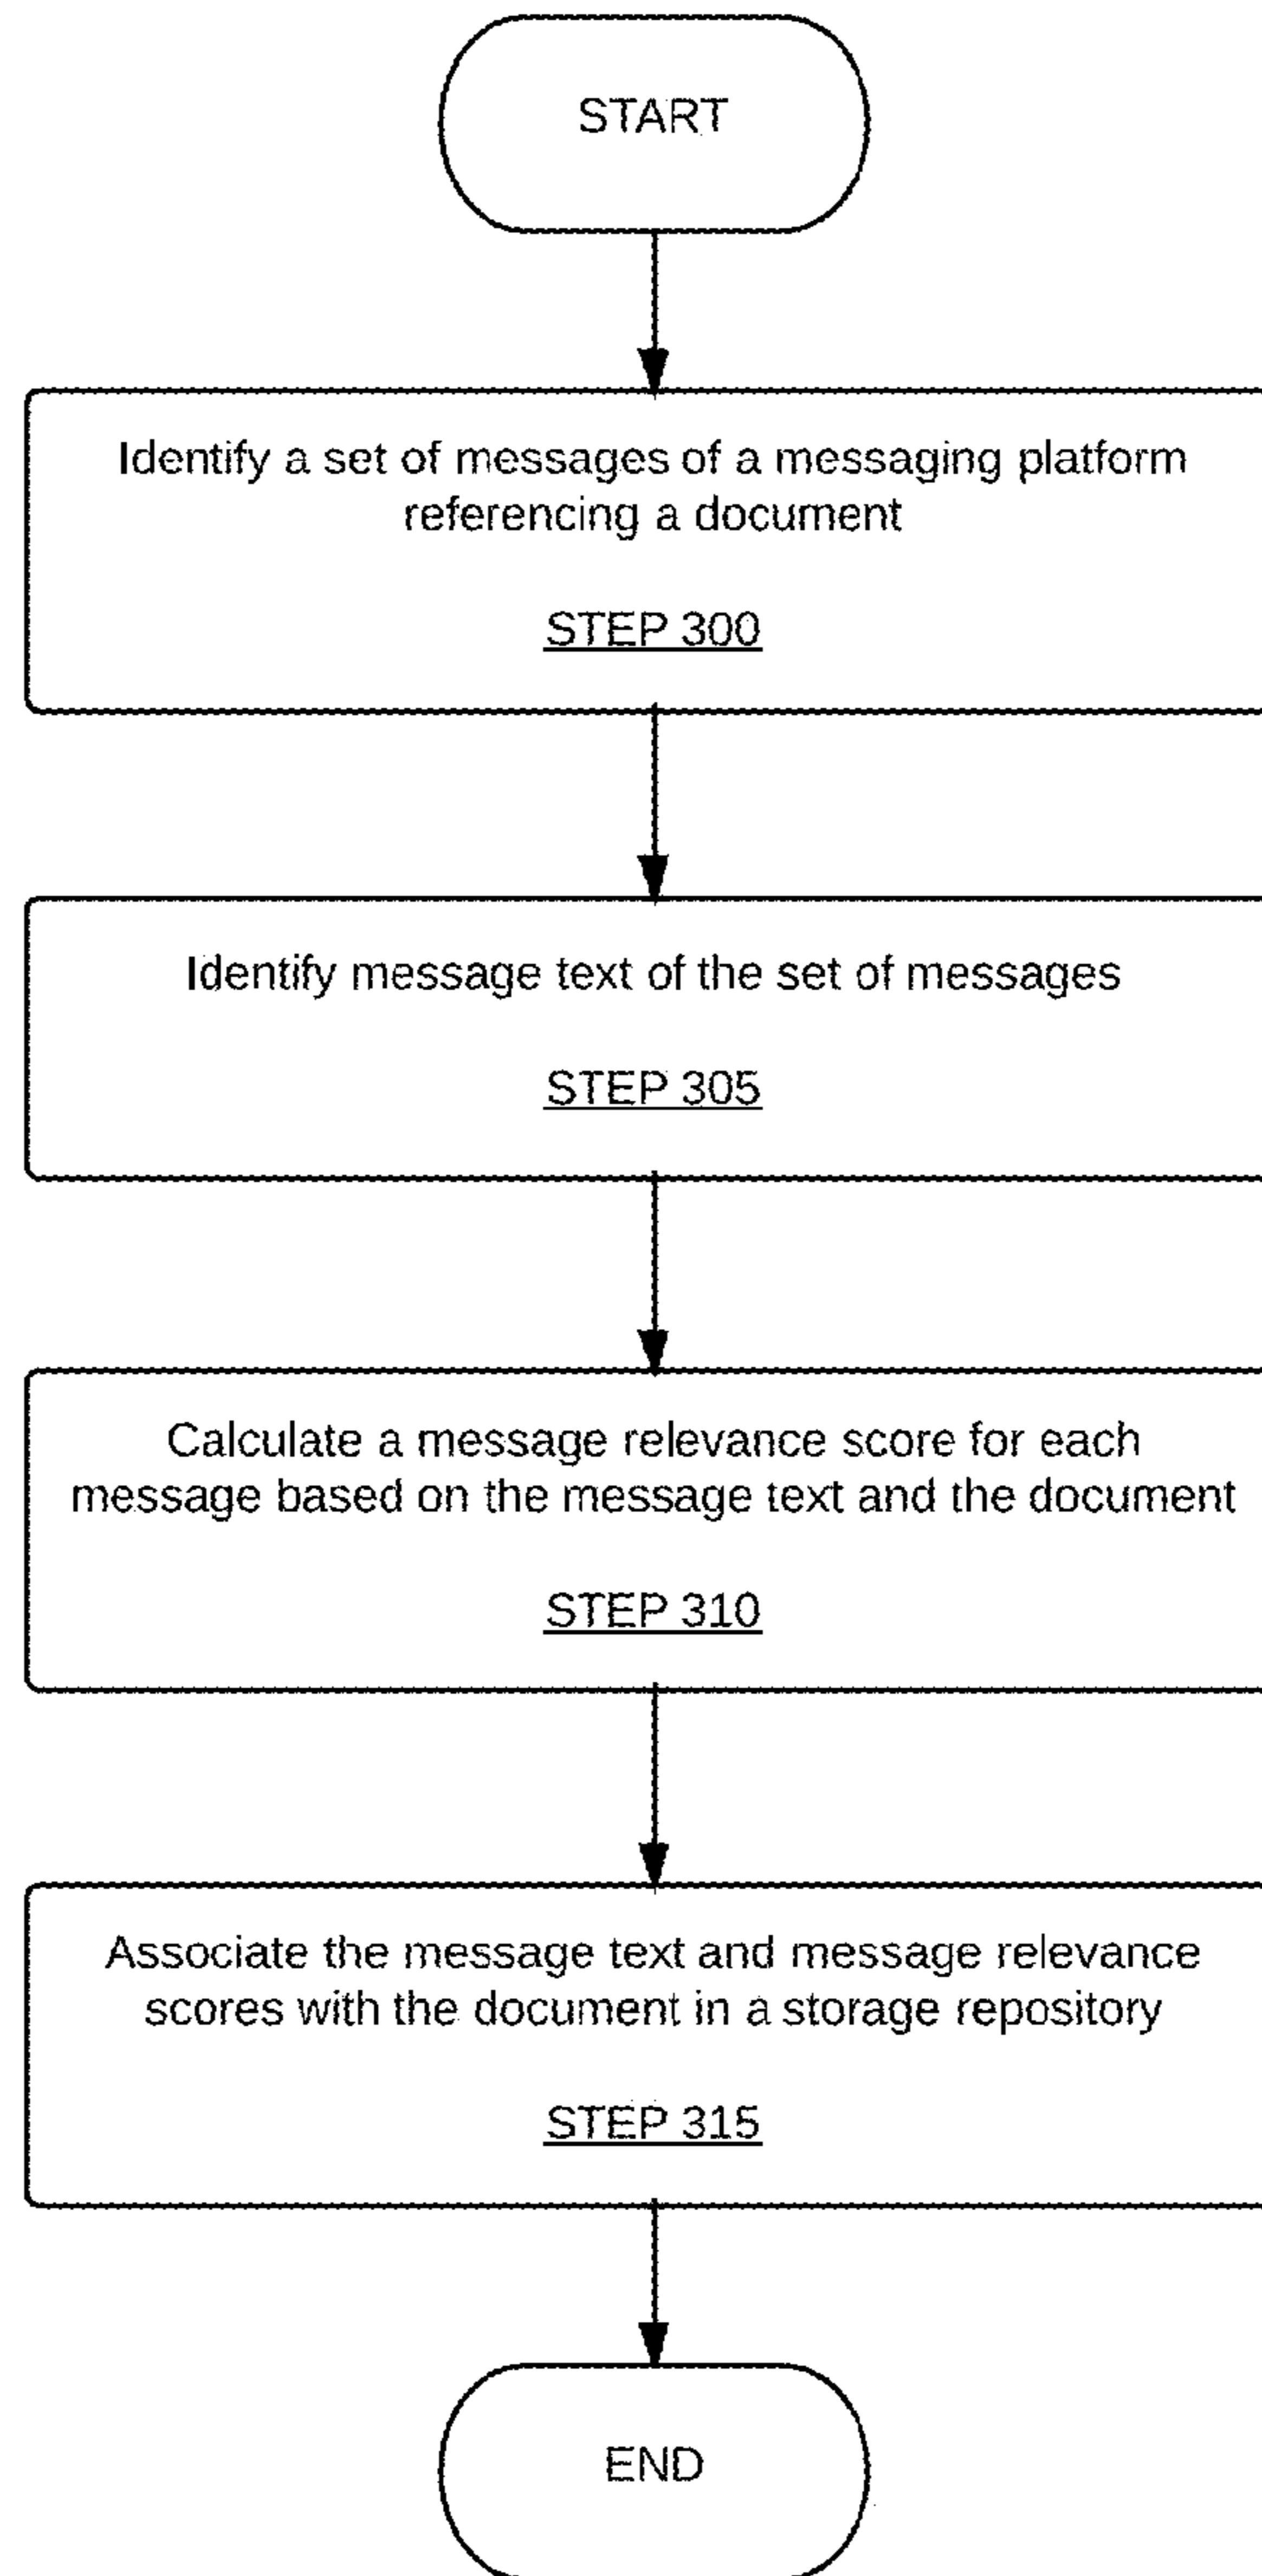 START
Identify a set of messages of a messaging platform
referencing a document
STEP 300
Identify message text of the set of messages
STEP 305
Calculate a message relevance score for each
message based on the message text and the document
STEP 310
Associate the message text and message relevance
scores with the document in a storage repository
STEP 315
END